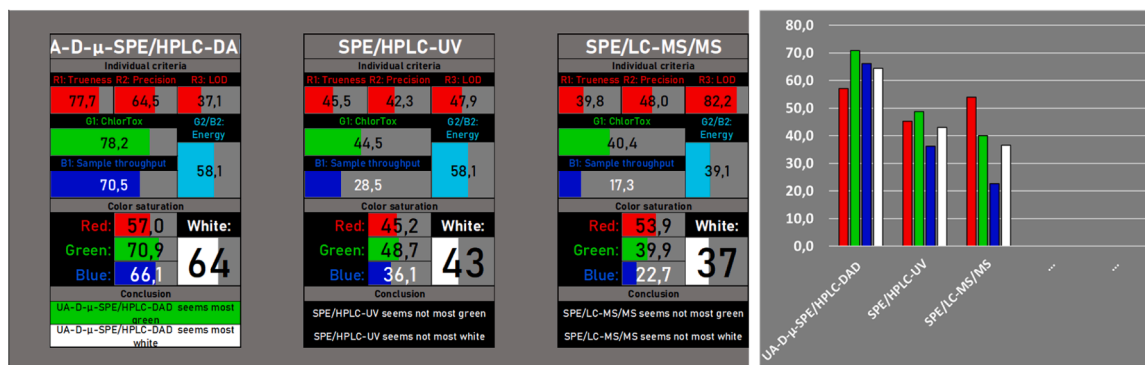 A-D-μ-SPE/HPLC-DA
Individual criteria
R1: Trueness R2: Precision R3: LOD
77,7 64,5 37,1
G1: ChlorTox G2/B2: Energy
78,2
B1: Sample throughput 58,1
70,5
Color saturation
Red: 57,0 White:
Green: 70,9 64
Blue: 66,1
Conclusion
UA-D-μ-SPE/HPLC-DAD seems most
green
UA-D-μ-SPE/HPLC-DAD seems most
white
SPE/HPLC-UV
Individual criteria
R1: Trueness R2: Precision R3: LOD
45,5 42,3 47,9
G1: ChlorTox G2/B2: Energy
44,5
B1: Sample throughput 58,1
28,5
Color saturation
Red: 45,2 White:
Green: 48,7 43
Blue: 36,1
Conclusion
SPE/HPLC-UV seems not most green
SPE/HPLC-UV seems not most white
SPE/LC-MS/MS
Individual criteria
R1: Trueness R2: Precision R3: LOD
39,8 48,0 82,2
G1: ChlorTox G2/B2: Energy
40,4
B1: Sample throughput 39,1
17,3
Color saturation
Red: 53,9 White:
Green: 39,9 37
Blue: 22,7
Conclusion
SPE/LC-MS/MS seems not most green
SPE/LC-MS/MS seems not most white
80,0
70,0
60,0
50,0
40,0
30,0
20,0
10,0
0,0
UA-D-μ-SPE/HPLC-DAD
SPE/HPLC-UV
SPE/LC-MS/MS
...
...